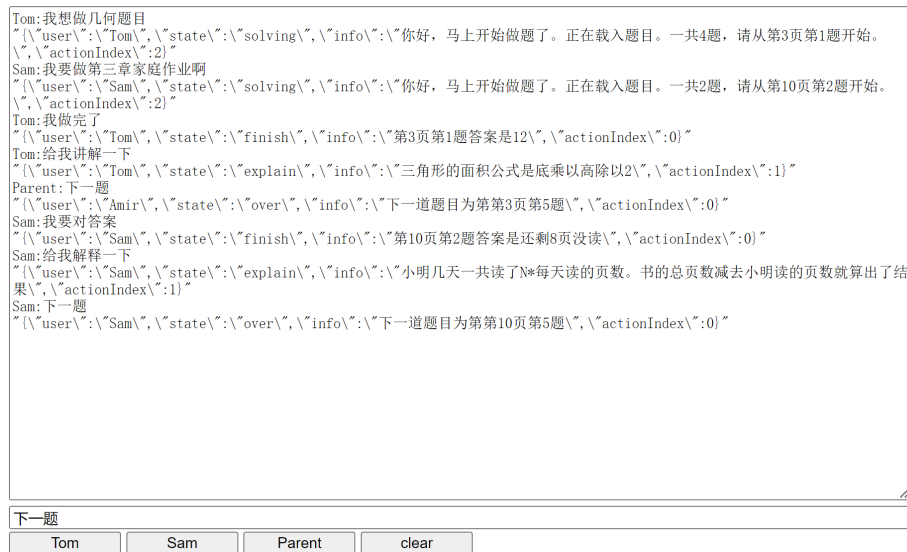 Tom:我想做几何题目
"{\"user\":\"Tom\",\"state\":\"solving\",\"info\":\"你好，马上开始做题了。正在载入题目。一共4题，请从第3页第1题开始。
\",\"actionIndex\":2}"
Sam:我要做第三章家庭作业啊
"{\"user\":\"Sam\",\"state\":\"solving\",\"info\":\"你好，马上开始做题了。正在载入题目。一共2题，请从第10页第2题开始。
\",\"actionIndex\":2}"
Tom:我做完了
"{\"user\":\"Tom\",\"state\":\"finish\",\"info\":\"第3页第1题答案是12\",\"actionIndex\":0}"
Tom:给我讲解一下
"{\"user\":\"Tom\",\"state\":\"explain\",\"info\":\"三角形的面积公式是底乘以高除以2\",\"actionIndex\":1}"
Parent:下一题
"{\"user\":\"Amir\",\"state\":\"over\",\"info\":\"下一道题目为第第3页第5题\",\"actionIndex\":0}"
Sam:我要对答案
"{\"user\":\"Sam\",\"state\":\"finish\",\"info\":\"第10页第2题答案是还剩8页没读\",\"actionIndex\":0}"
Sam:给我解释一下
"{\"user\":\"Sam\",\"state\":\"explain\",\"info\":\"小明几天一共读了N*每天读的页数。书的总页数减去小明读的页数就算出了结
果\",\"actionIndex\":1}"
Sam:下一题
"{\"user\":\"Sam\",\"state\":\"over\",\"info\":\"下一道题目为第第10页第5题\",\"actionIndex\":0}"
下一题
Tom Sam Parent clear